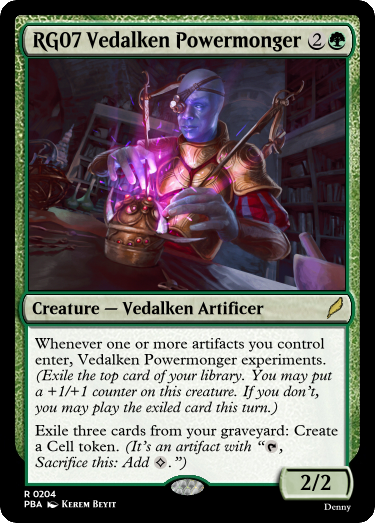 RG07 Vedalken Powermonger 2
Creature — Vedalken Artificer
Whenever one or more artifacts you control
enter, Vedalken Powermonger experiments.
(Exile the top card of your library. You may put
a +1/+1 counter on this creature. If you don't,
you may play the exiled card this turn.)
Exile three cards from your graveyard: Create
a Cell token. (It's an artifact with “, 
Sacrifice this: Add .”)
2/2
R 0204
PBA Kerem Beyit
Denny